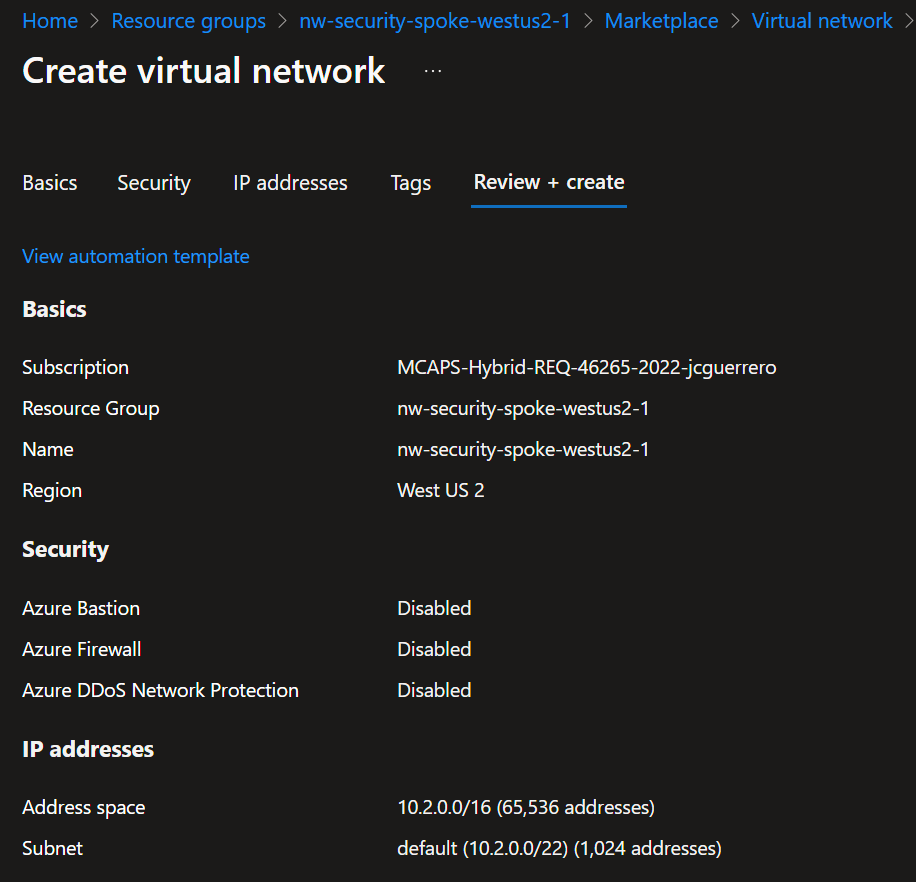 Home > Resource groups > nw-security-spoke-westus2-1 > Marketplace > Virtual network >
Create virtual network ...
Basics Security IP addresses Tags Review + create
View automation template
Basics
Subscription MCAPS-Hybrid-REQ-46265-2022-jcguerrero
Resource Group nw-security-spoke-westus2-1
Name nw-security-spoke-westus2-1
Region West US 2
Security
Azure Bastion Disabled
Azure Firewall Disabled
Azure DDoS Network Protection Disabled
IP addresses
Address space 10.2.0.0/16 (65,536 addresses)
Subnet default (10.2.0.0/22) (1,024 addresses)